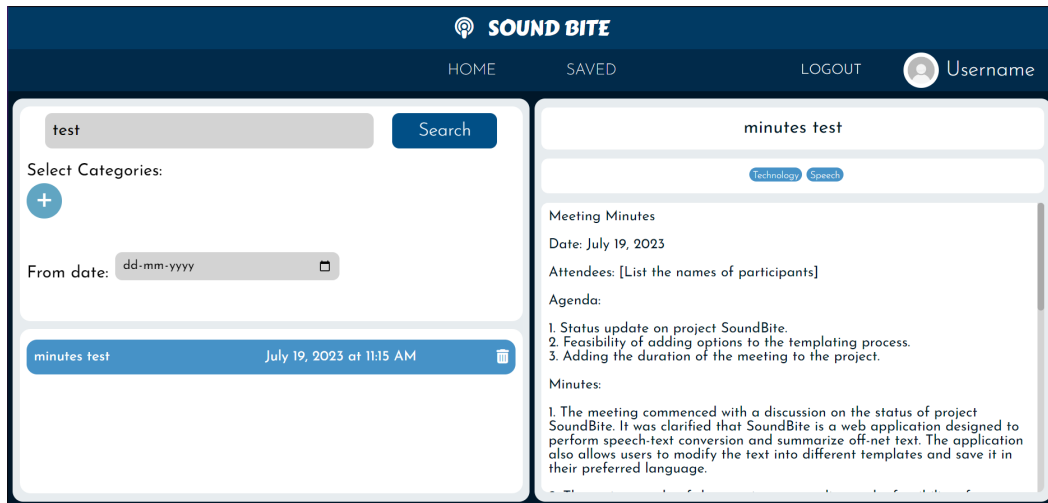 SOUND BITE
HOME
SAVED
LOGOUT
Username
test
Search
Select Categories:
+
From date:
dd-mm-yyyy
minutes test
July 19, 2023 at 11:15 AM
minutes test
Technology
Speech
Meeting Minutes
Date: July 19, 2023
Attendees: [List the names of participants]
Agenda:
1. Status update on project SoundBite.
2. Feasibility of adding options to the templating process.
3. Adding the duration of the meeting to the project.
Minutes:
1. The meeting commenced with a discussion on the status of project
SoundBite. It was clarified that SoundBite is a web application designed to
perform speech-text conversion and summarize off-net text. The application
also allows users to modify the text into different templates and save it in
their preferred language.